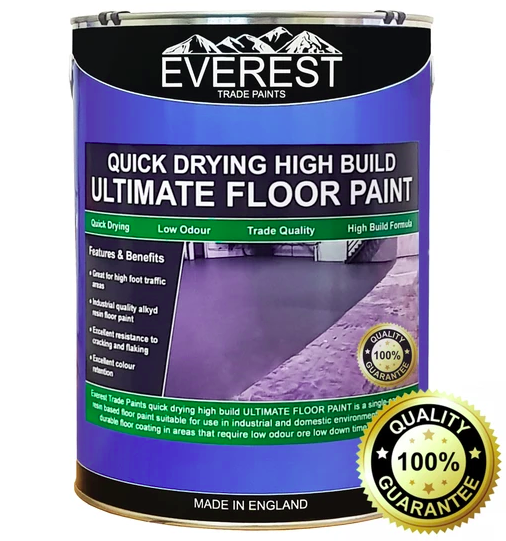 EVEREST
TRADE PAINTS
QUICK DRYING HIGH BUILD
ULTIMATE FLOOR PAINT
Quick Drying Low Odour Trade Quality High Build Formula
Features & Benefits
• Great for high foot traffic
areas
• Industrial quality alkyd
resin floor paint
• Excellent resistance to
cracking and flaking
• Excellent colour
retention
QUALITY
100%
GUARANTEE
Everest Trade Paints quick drying high build ULTIMATE FLOOR PAINT is a
resin based floor paint suitable for use in industrial and domestic
durable floor coating in areas that require low odour ore low down
MADE IN ENGLAND
QUALITY
100%
GUARANTEE